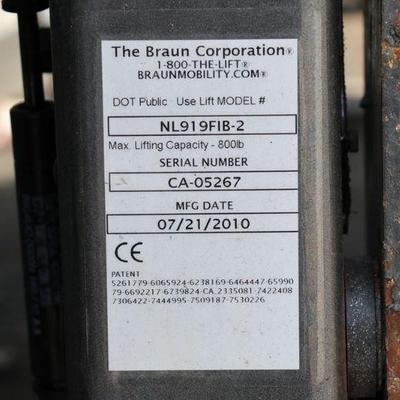 The Braun Corporation®
1-800-THE-LIFT®
BRAUNMOBILITY.COM®
DOT Public Use Lift MODEL #
NL919FIB-2
Max. Lifting Capacity - 800lb
SERIAL NUMBER
CA-05267
MFG DATE
07/21/2010
CE
PATENT
5261779-6065924-6238169-6464447-65990
79-6692217-6739824-CA_2335081-7422408
7306422-7444995-7509187-7530226